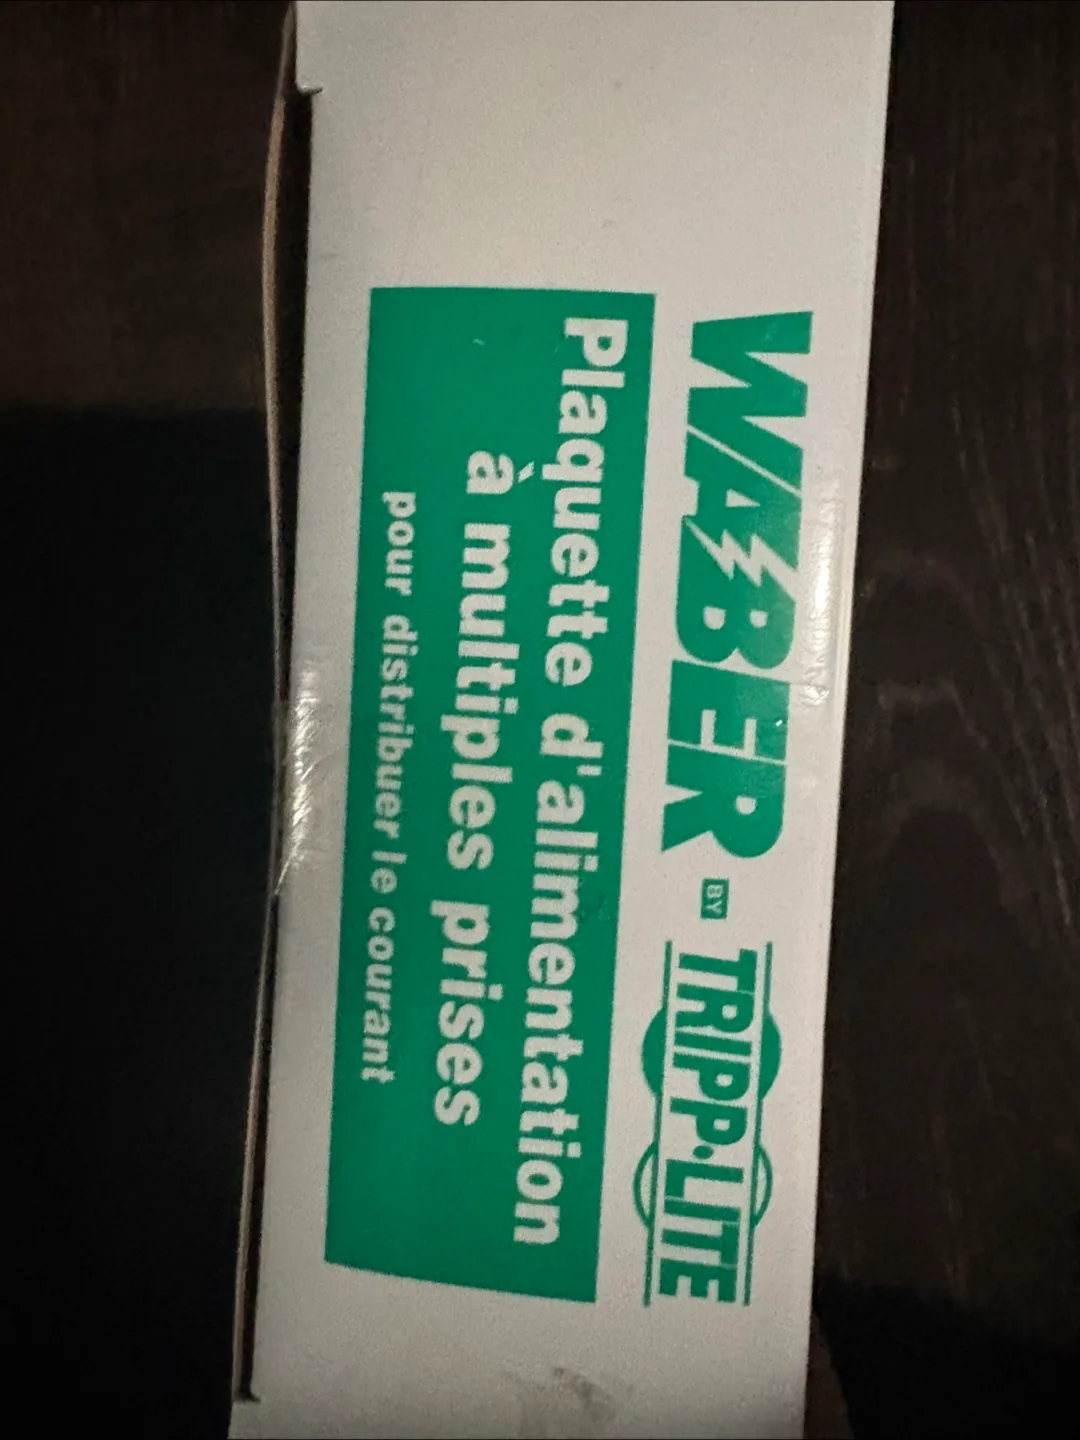 WABER BY TRIPP·LITE
Plaquette d'alimentation
à multiples prises
pour distribuer le courant